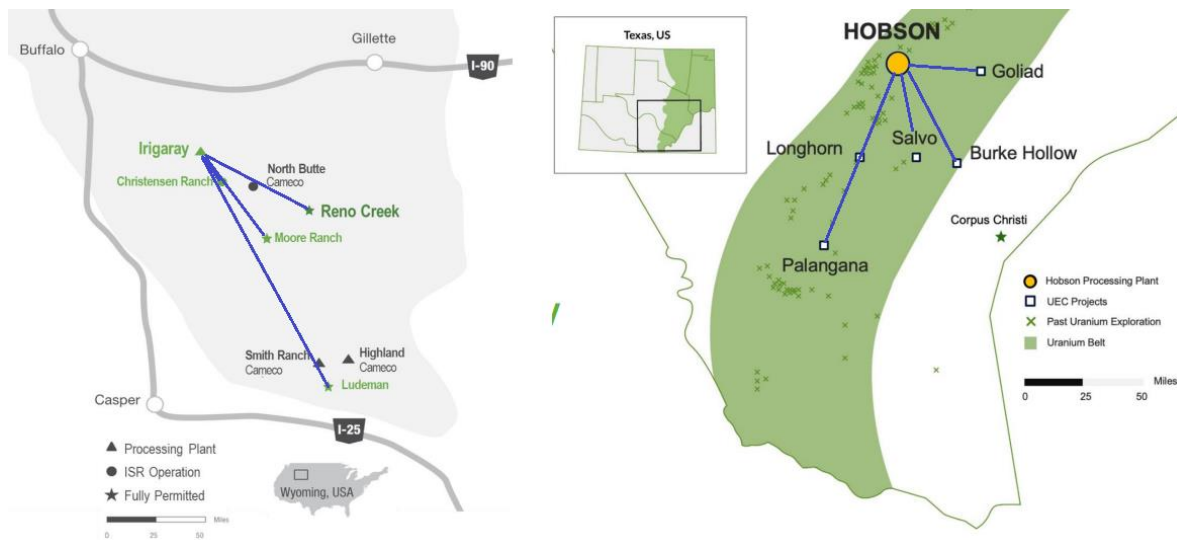 Buffalo
Gillette
I-90
Irigaray
Christensen Ranch
North Butte
Cameco
Reno Creek
Moore Ranch
Smith Ranch
Cameco
Highland
Cameco
Ludeman
Casper
I-25
Processing Plant
ISR Operation
Fully Permitted
Wyoming, USA
Miles
0 25 50
Texas, US
HOBSON
Goliad
Longhorn
Salvo
Burke Hollow
Corpus Christi
Palangana
Hobson Processing Plant
UEC Projects
Past Uranium Exploration
Uranium Belt
Miles
0 25 50